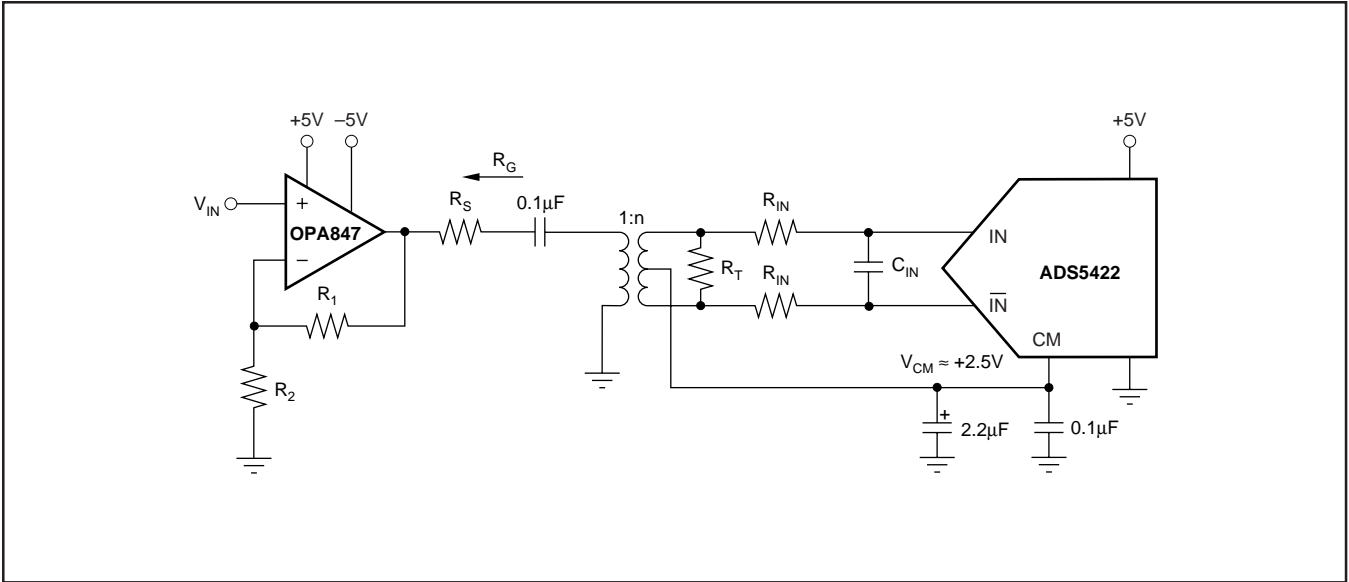 +5V –5V
+5V
R_G
V_IN
+
OPA847
–
R_S
0.1µF
1:n
R_IN
R_T
R_IN
C_IN
IN
ADS5422
I̅N̅
CM
R_1
R_2
V_CM ≈ +2.5V
+
2.2µF
0.1µF